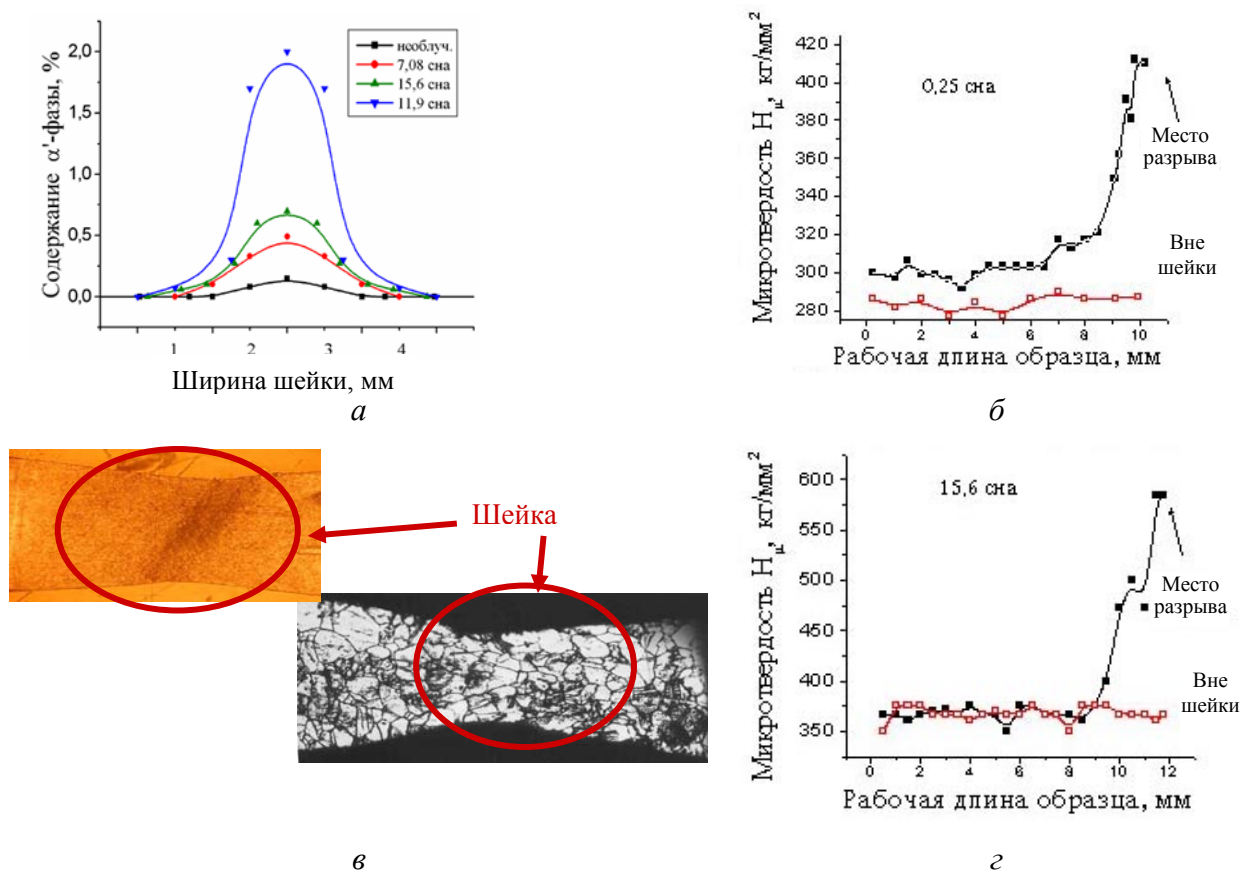 Содержание α'-фазы, %
2,0
1,5
1,0
0,5
0,0
необлуч.
7,08 сна
15,6 сна
11,9 сна
1 2 3 4
Ширина шейки, мм
а
Микротвердость Hμ, кг/мм²
420
400
380
360
340
320
300
280
0,25 сна
Место
разрыва
Вне
шейки
0 2 4 6 8 10
Рабочая длина образца, мм
б
Шейка
в
Микротвердость Hμ, кг/мм²
600
550
500
450
400
350
15,6 сна
Место
разрыва
Вне
шейки
0 2 4 6 8 10 12
Рабочая длина образца, мм
г